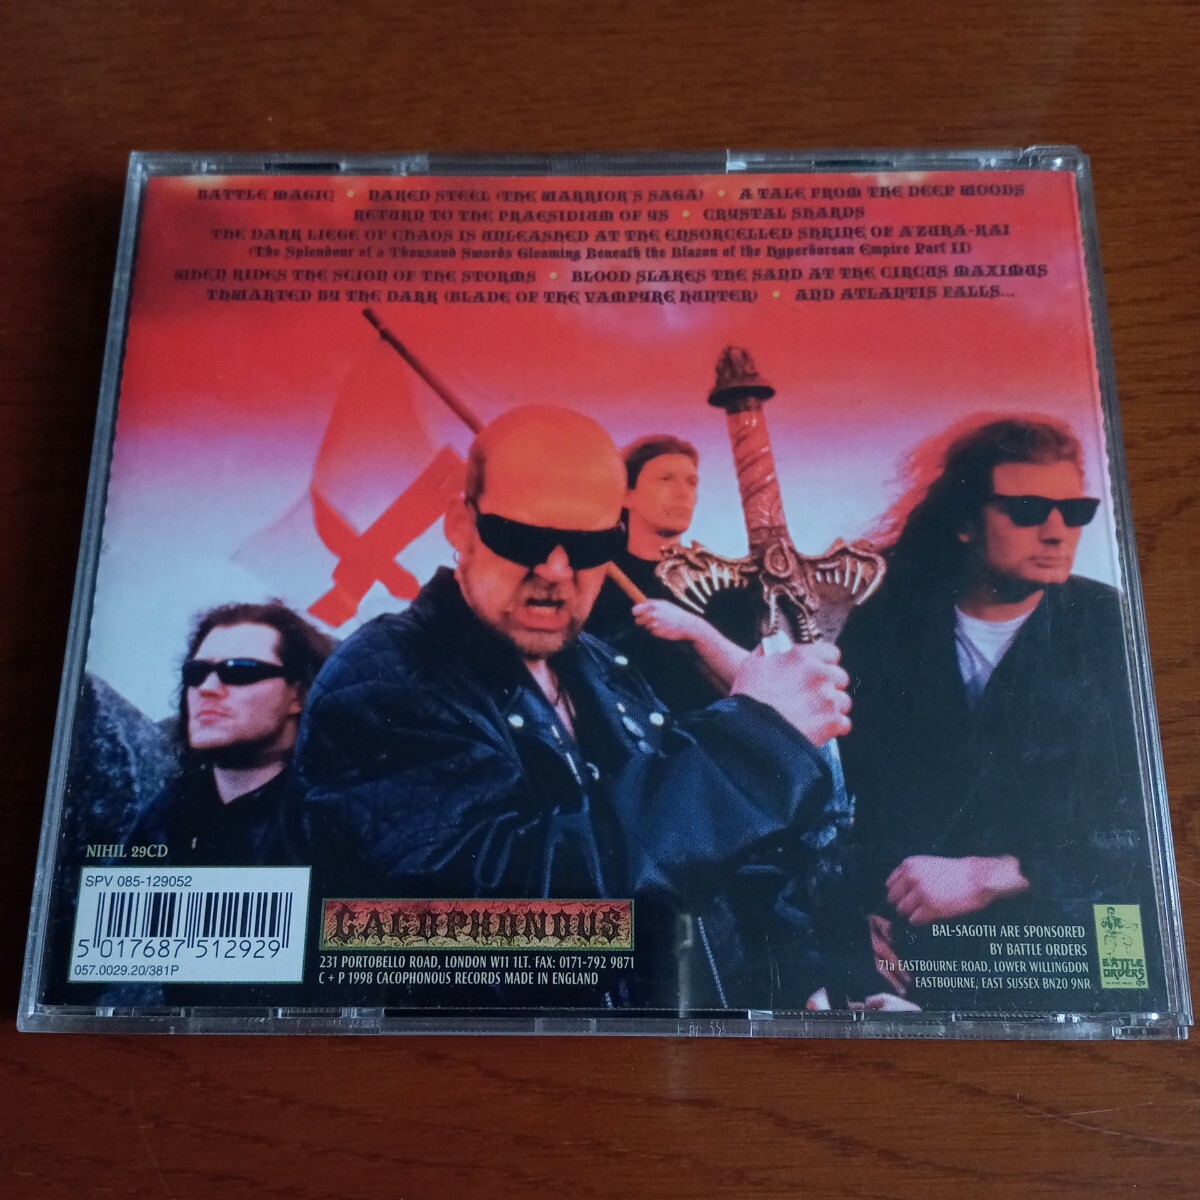 BATTLE MAGIC • NAKED STEEL (THE WARRIOR'S SAGA) • A TALE FROM THE DEEP WOODS
RETURN TO THE PRAESIDIUM OF YS • CRYSTAL SHARDS
THE DARK LIEGE OF CHAOS IS UNLEASHED AT THE ENSORCELLED SHRINE OF A'ZURA-KAI
(The Splendour of a Thousand Swords Gleaming Beneath the Blazon of the Hyperborean Empire Part II)
WHEN RIDES THE SCION OF THE STORMS • BLOOD SLAKES THE SAND AT THE CIRCUS MAXIMUS
THWARTED BY THE DARK (BLADE OF THE VAMPYRE HUNTER) • AND ATLANTIS FALLS...
NIHIL 29CD
SPV 085-129052
5 017687 512929
057.0029.20/381P
CACOPHONOUS
231 PORTOBELLO ROAD, LONDON W11 1LT. FAX: 0171-792 9871
C + P 1998 CACOPHONOUS RECORDS MADE IN ENGLAND
BAL-SAGOTH ARE SPONSORED
BY BATTLE ORDERS
71a EASTBOURNE ROAD, LOWER WILLINGDON
EASTBOURNE, EAST SUSSEX BN20 9NR
BATTLE
ORDERS
LTD